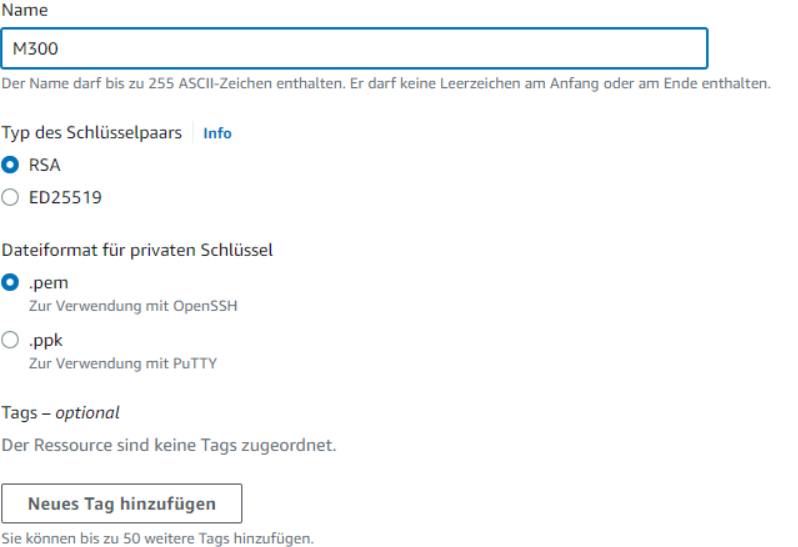 Name
M300
Der Name darf bis zu 255 ASCII-Zeichen enthalten. Er darf keine Leerzeichen am Anfang oder am Ende enthalten.
Typ des Schlüsselpaars Info
RSA
ED25519
Dateiformat für privaten Schlüssel
.pem
Zur Verwendung mit OpenSSH
.ppk
Zur Verwendung mit PuTTY
Tags – optional
Der Ressource sind keine Tags zugeordnet.
Neues Tag hinzufügen
Sie können bis zu 50 weitere Tags hinzufügen.